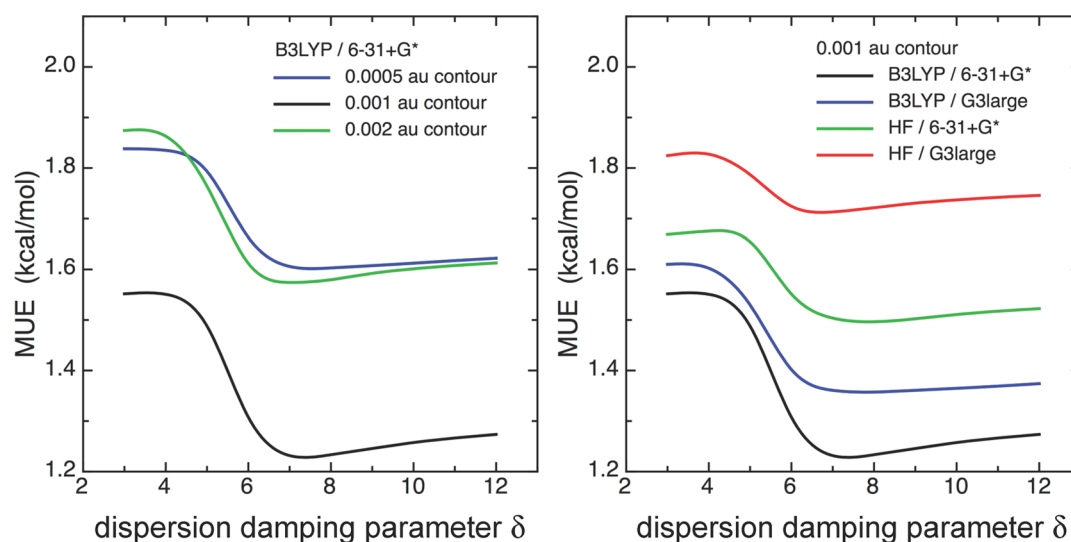 B3LYP / 6-31+G*
0.0005 au contour
0.001 au contour
0.002 au contour
MUE (kcal/mol)
2.0
1.8
1.6
1.4
1.2
2 4 6 8 10 12
dispersion damping parameter δ
0.001 au contour
B3LYP / 6-31+G*
B3LYP / G3large
HF / 6-31+G*
HF / G3large
MUE (kcal/mol)
2.0
1.8
1.6
1.4
1.2
2 4 6 8 10 12
dispersion damping parameter δ